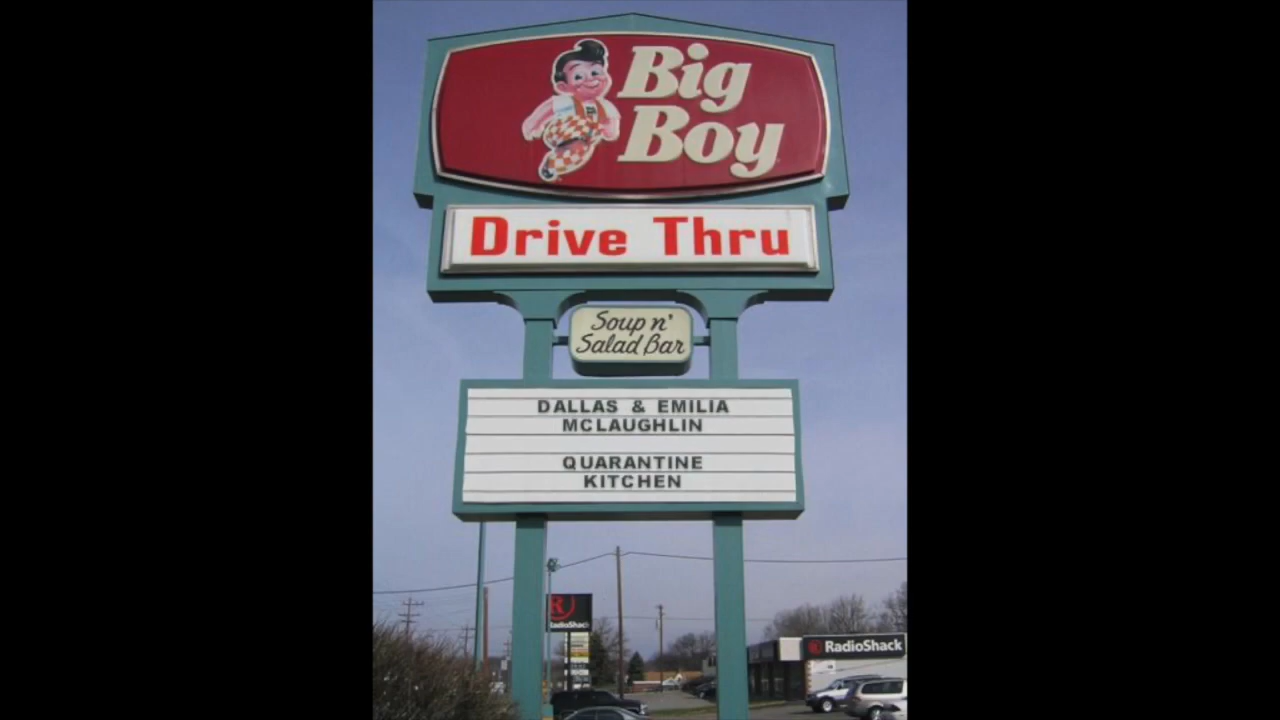 Big
Boy
Drive Thru
Soup n'
Salad Bar
DALLAS & EMILIA
MCLAUGHLIN
QUARANTINE
KITCHEN
R
RadioShack
RadioShack